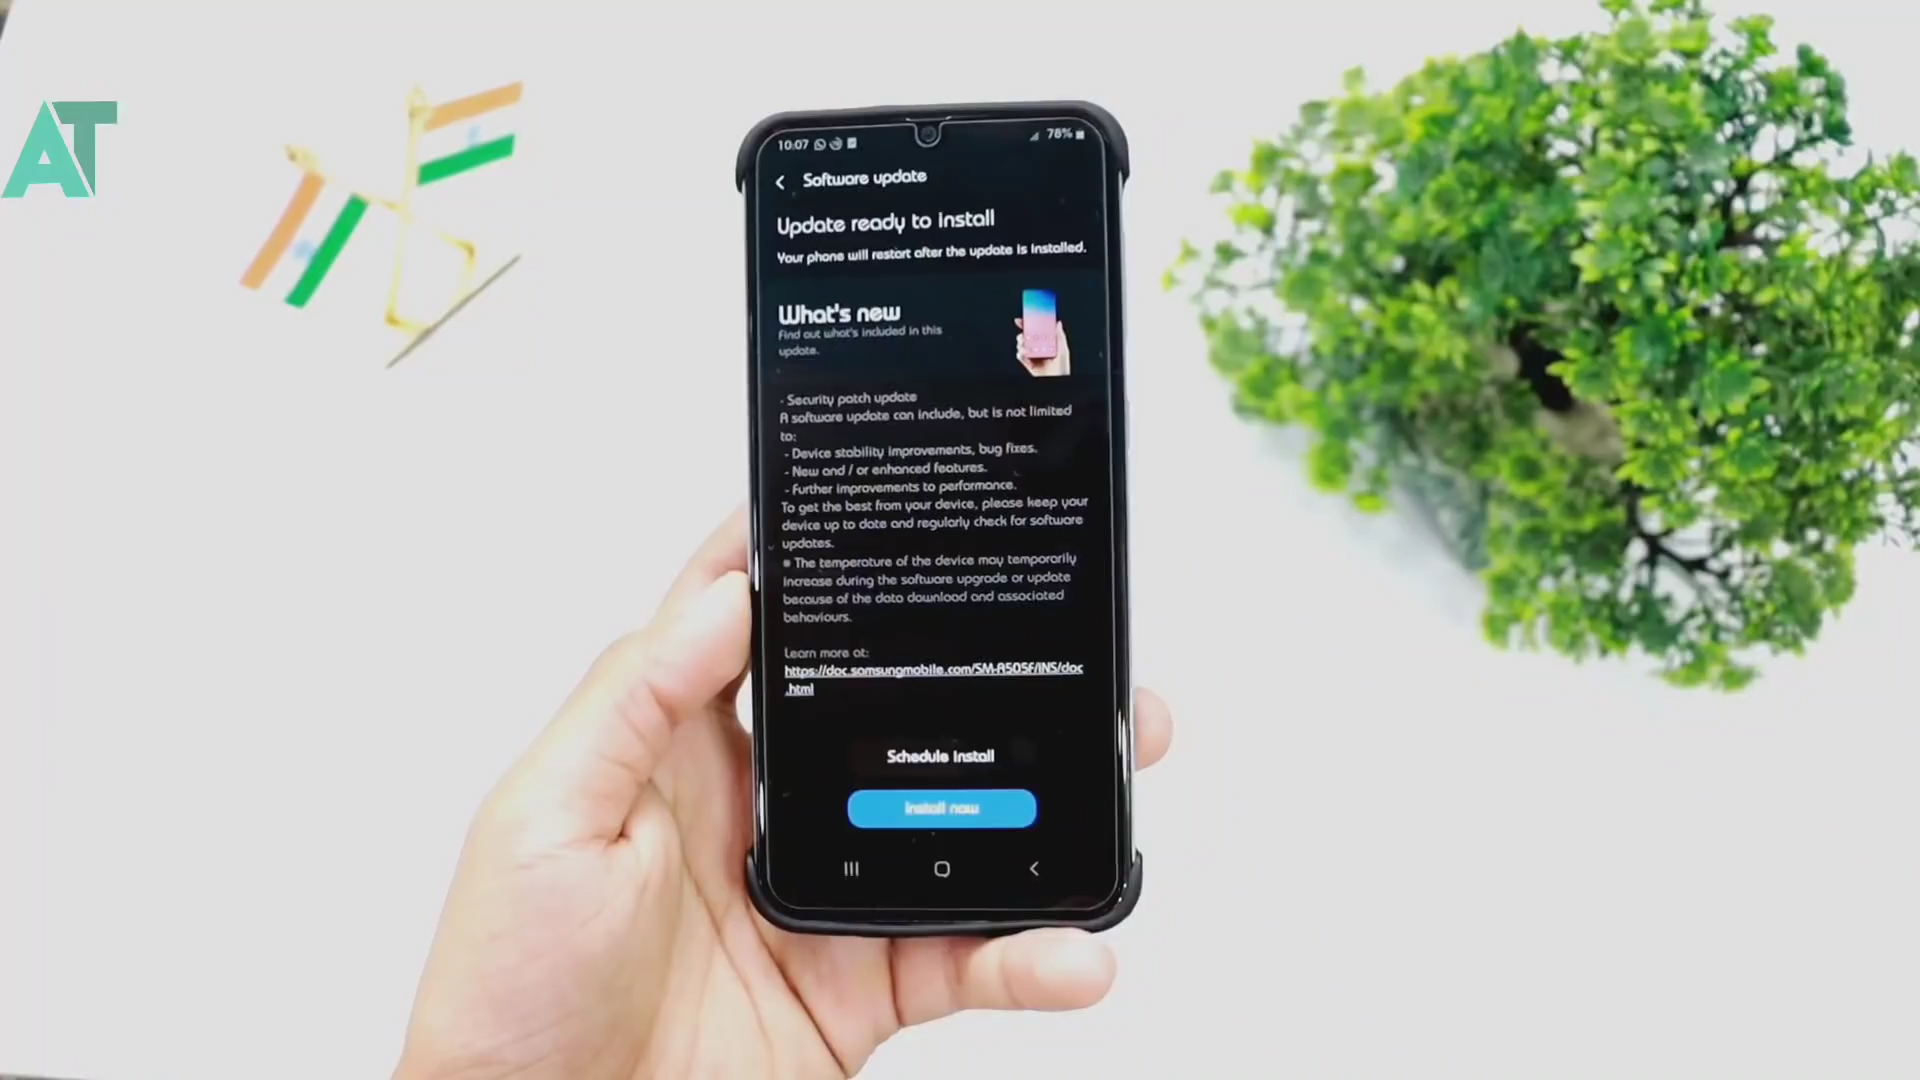 AT
10:07
78%
Software update
Update ready to install
Your phone will restart after the update is installed.
What's new
Find out what's included in this
update.
- Security patch update
A software update can include, but is not limited
to:
- Device stability improvements, bug fixes.
- New and / or enhanced features.
- Further improvements to performance.
To get the best from your device, please keep your
device up to date and regularly check for software
updates.
▪ The temperature of the device may temporarily
increase during the software upgrade or update
because of the data download and associated
behaviours.
Learn more at:
https://doc.samsungmobile.com/SM-A505F/INS/doc
.html
Schedule install
Install now